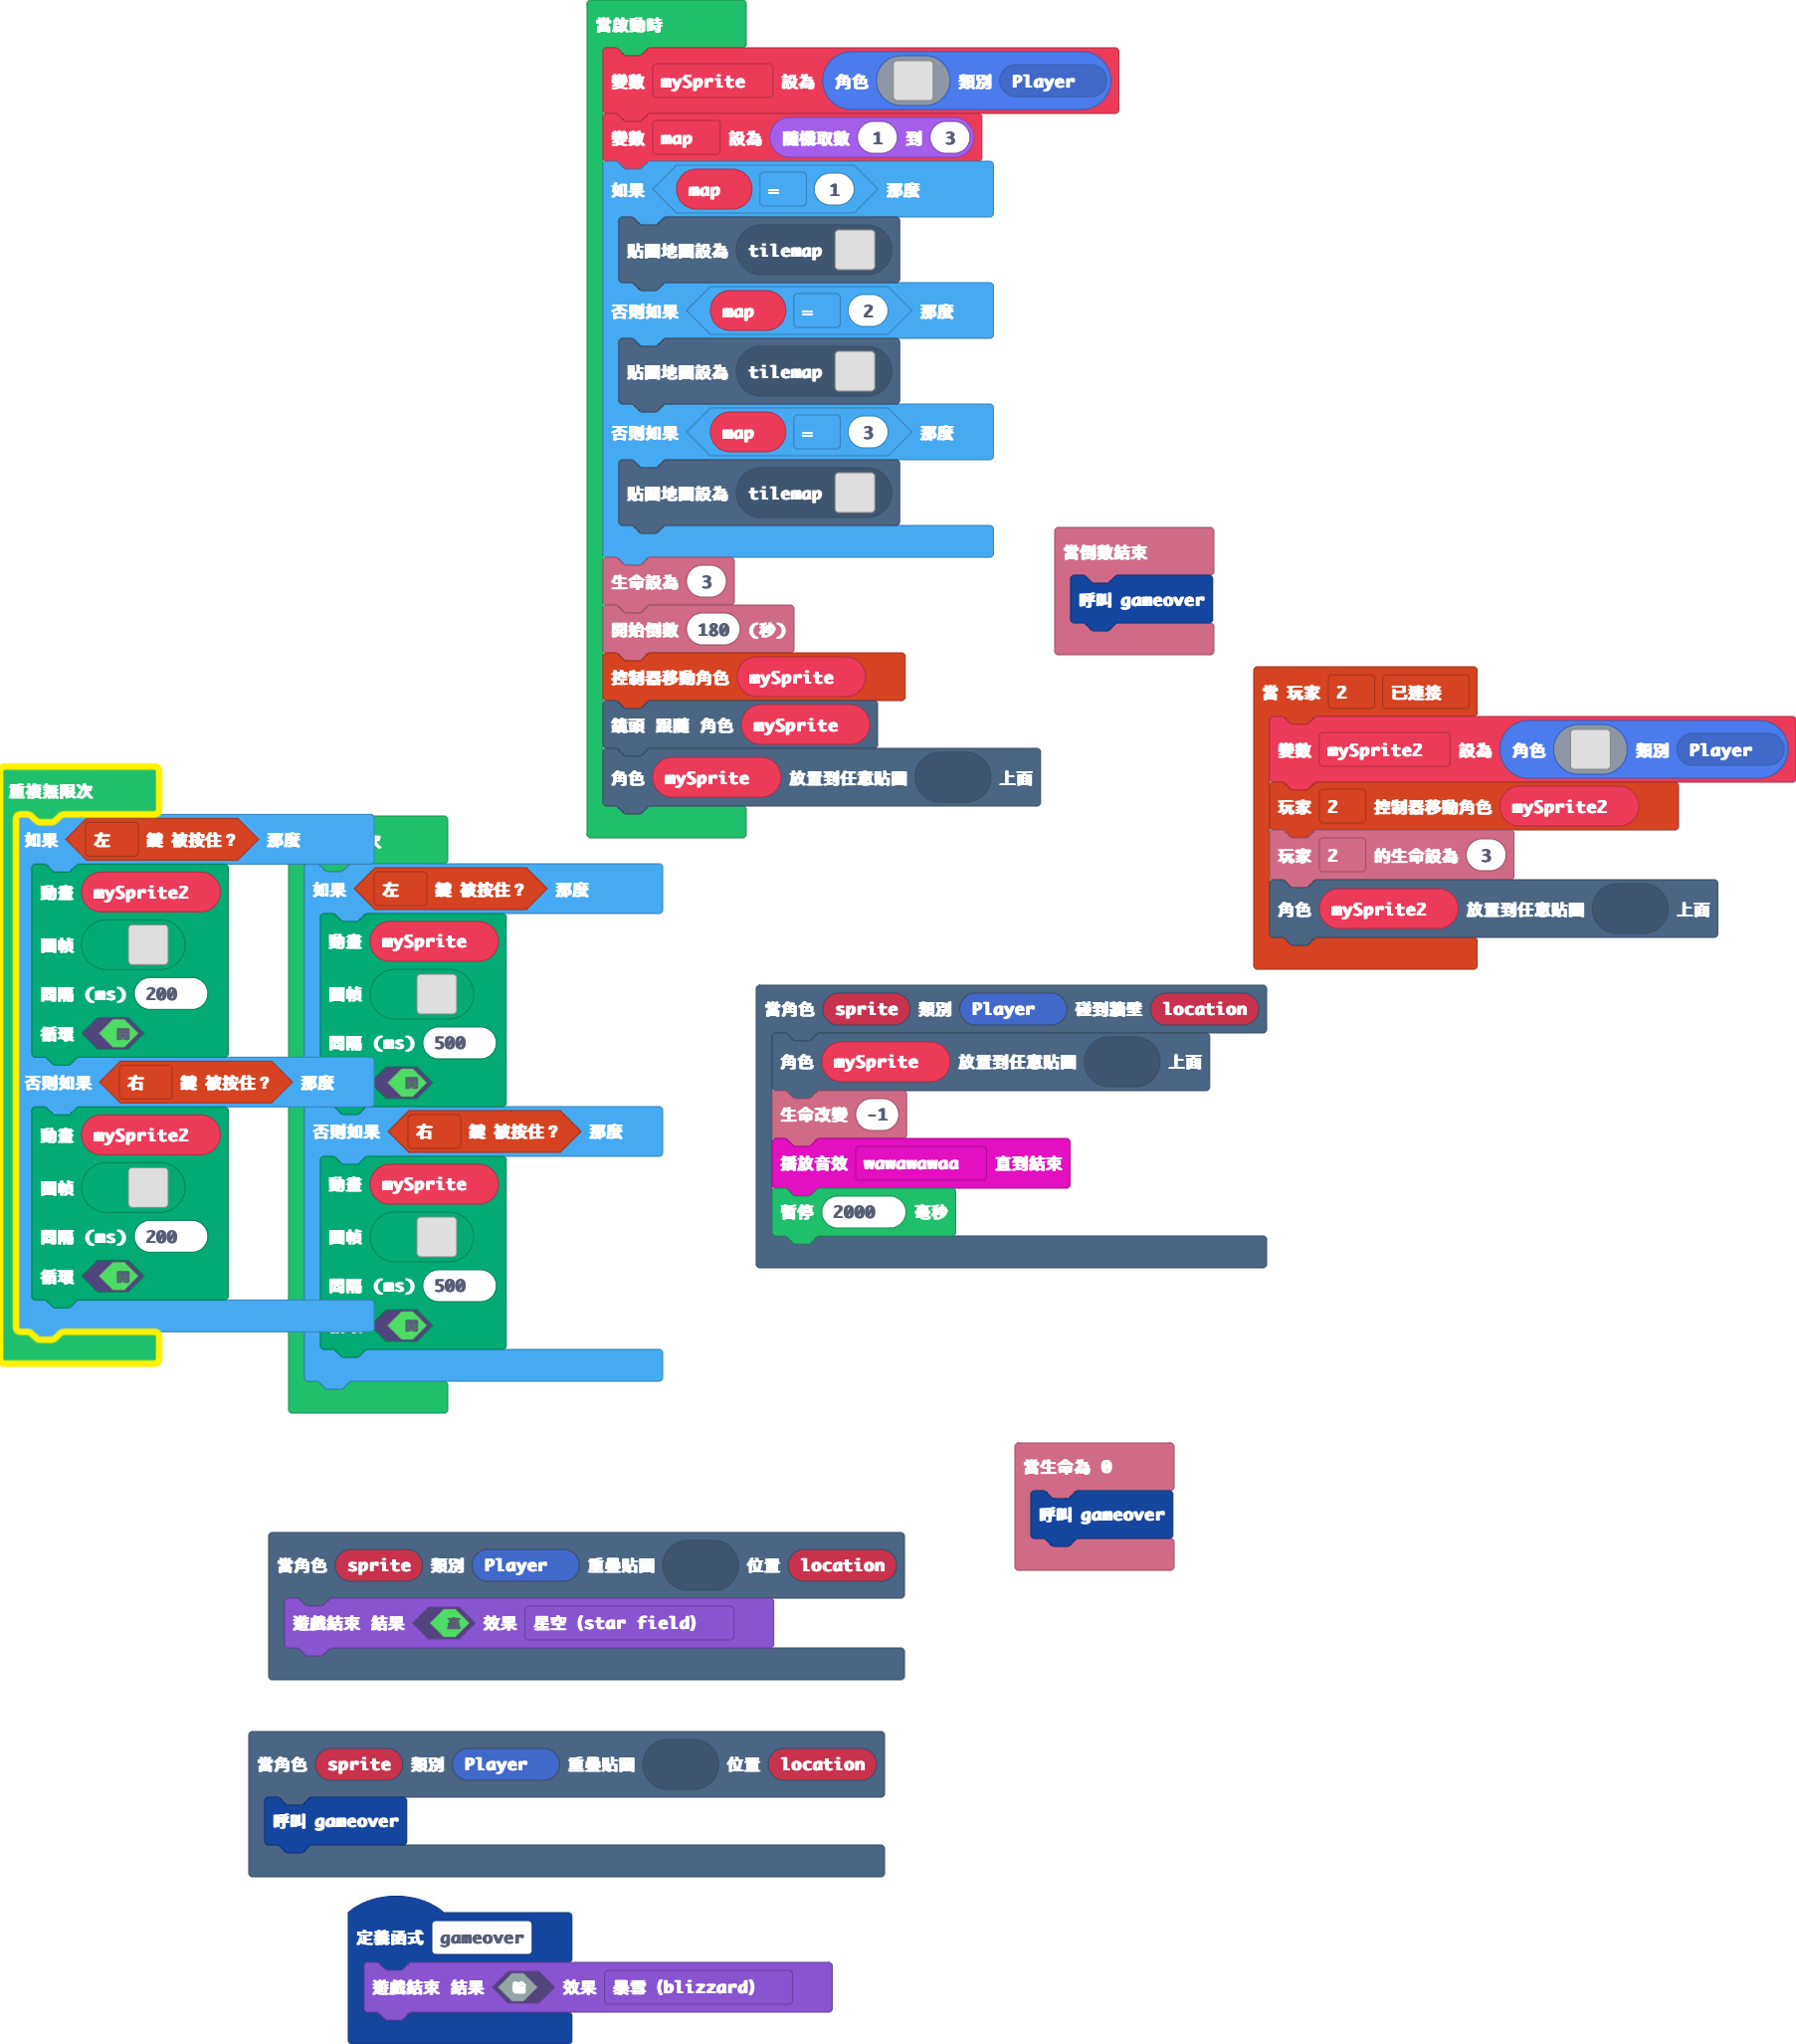 當啟動時
變數 mySprite 設為 角色 類別 Player
變數 map 設為 隨機取數 1 到 3
如果 map = 1 那麼
貼圖地圖設為 tilemap
否則如果 map = 2 那麼
貼圖地圖設為 tilemap
否則如果 map = 3 那麼
貼圖地圖設為 tilemap
生命設為 3
開始倒數 180 (秒)
控制器移動角色 mySprite
鏡頭 跟隨 角色 mySprite
角色 mySprite 放置到任意貼圖 上面
當倒數結束
呼叫 gameover
當 玩家 2 已連接
變數 mySprite2 設為 角色 類別 Player
玩家 2 控制器移動角色 mySprite2
玩家 2 的生命設為 3
角色 mySprite2 放置到任意貼圖 上面
重複無限次
如果 左 鍵 被按住？ 那麼
動畫 mySprite2
圖幀
間隔 (ms) 200
循環 開
否則如果 右 鍵 被按住？ 那麼
動畫 mySprite2
圖幀
間隔 (ms) 200
循環 開
次
如果 左 鍵 被按住？ 那麼
動畫 mySprite
圖幀
間隔 (ms) 500
開
否則如果 右 鍵 被按住？ 那麼
動畫 mySprite
圖幀
間隔 (ms) 500
開
當角色 sprite 類別 Player 碰到牆壁 location
角色 mySprite 放置到任意貼圖 上面
生命改變 -1
播放音效 wawawawaa 直到結束
暫停 2000 毫秒
當生命為 0
呼叫 gameover
當角色 sprite 類別 Player 重疊貼圖 位置 location
遊戲結束 結果 贏 效果 星空 (star field)
當角色 sprite 類別 Player 重疊貼圖 位置 location
呼叫 gameover
定義函式 gameover
遊戲結束 結果 輸 效果 暴雪 (blizzard)